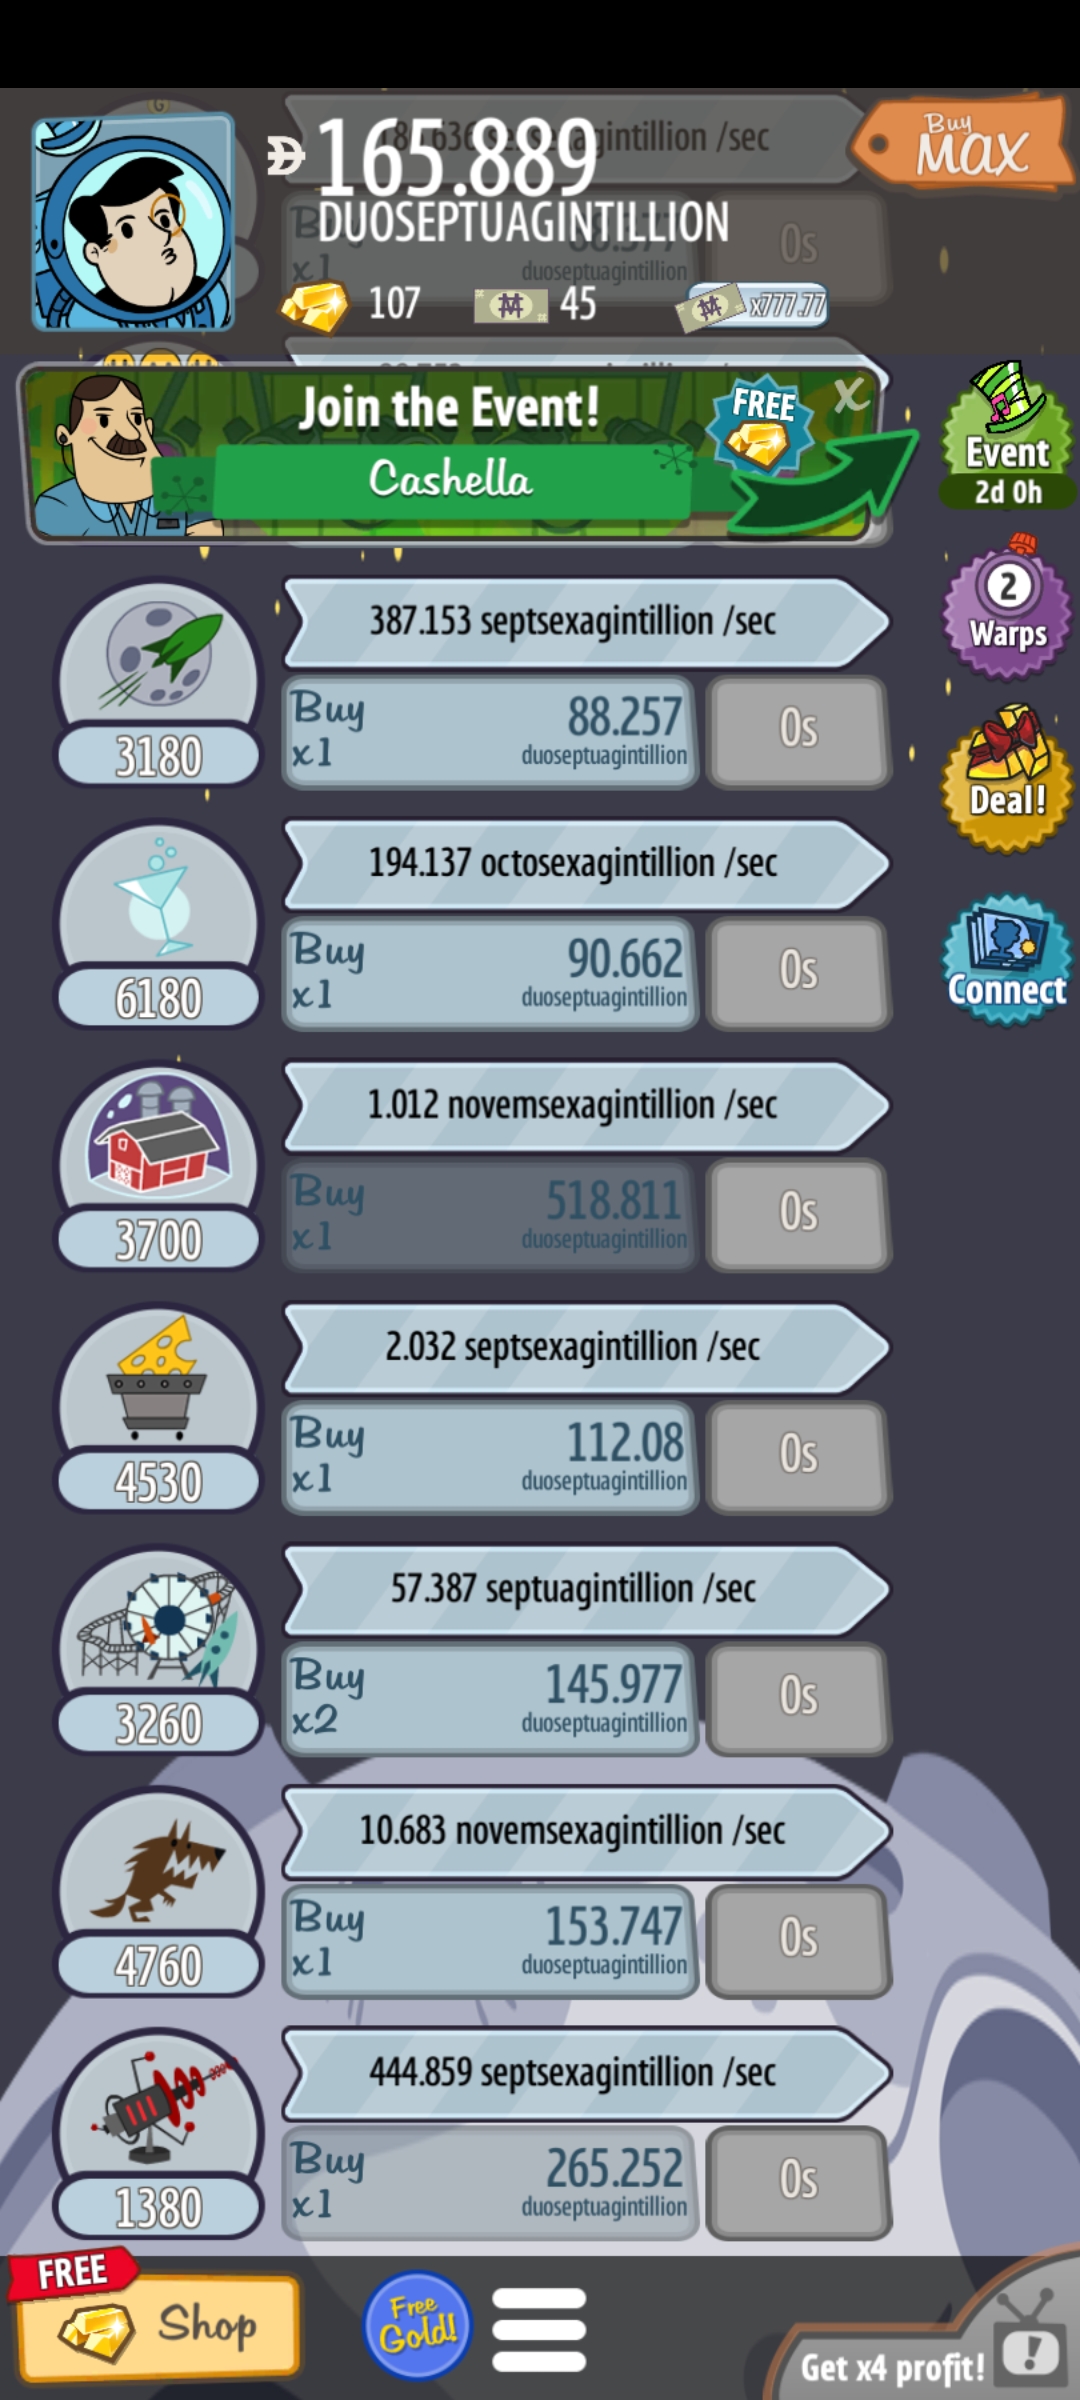 165.889
DUOSEPTUAGINTILLION
Buy
MAX
Buy
x1
duoseptuagintillion
0s
107
45
x777.77
Join the Event!
FREE
X
Cashella
Event
2d 0h
387.153 septsexagintillion /sec
2
Warps
3180
Buy
x1
88.257
duoseptuagintillion
0s
Deal!
194.137 octosexagintillion /sec
6180
Buy
x1
90.662
duoseptuagintillion
0s
Connect
1.012 novemsexagintillion /sec
3700
Buy
x1
518.811
duoseptuagintillion
0s
2.032 septsexagintillion /sec
4530
Buy
x1
112.08
duoseptuagintillion
0s
57.387 septuagintillion /sec
3260
Buy
x2
145.977
duoseptuagintillion
0s
10.683 novemsexagintillion /sec
4760
Buy
x1
153.747
duoseptuagintillion
0s
444.859 septsexagintillion /sec
1380
Buy
x1
265.252
duoseptuagintillion
0s
FREE
Shop
Free
Gold!
Get x4 profit!
!